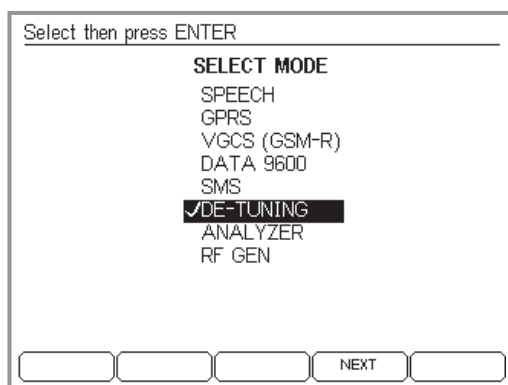 Select then press ENTER
SELECT MODE
SPEECH
GPRS
VGCS (GSM-R)
DATA 9600
SMS
✓DE-TUNING
ANALYZER
RF GEN
NEXT